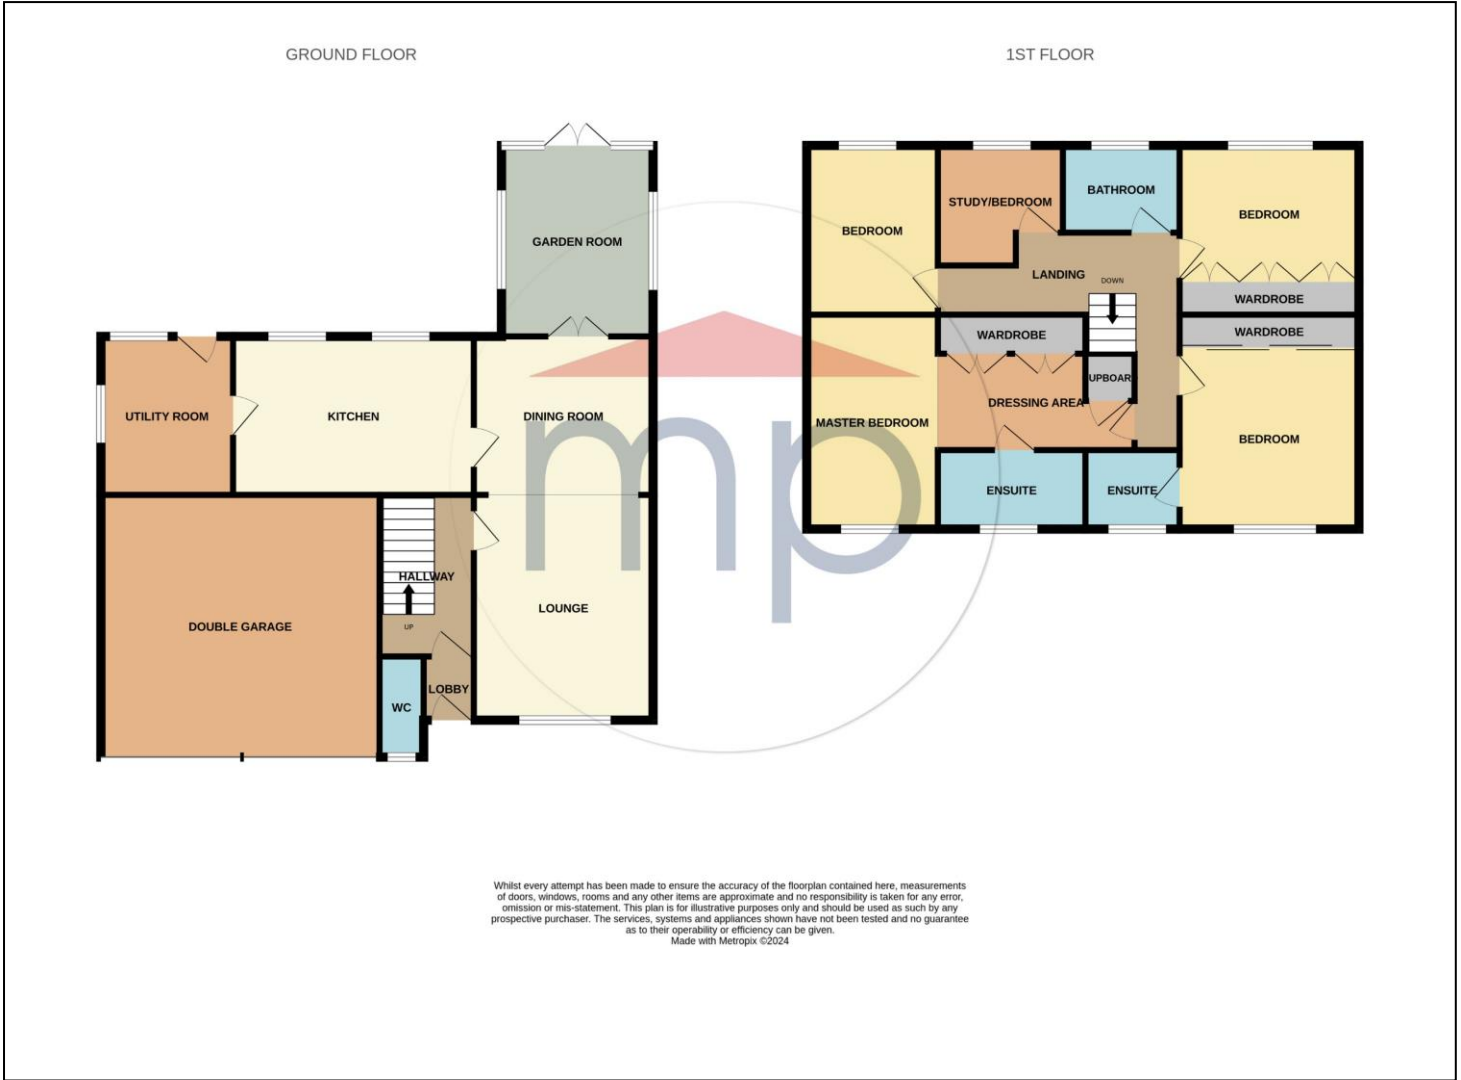 GROUND FLOOR
1ST FLOOR
GARDEN ROOM
UTILITY ROOM
KITCHEN
DINING ROOM
DOUBLE GARAGE
HALLWAY
UP
LOUNGE
LOBBY
WC
BEDROOM
STUDY/BEDROOM
BATHROOM
BEDROOM
LANDING
DOWN
WARDROBE
WARDROBE
WARDROBE
UPBOAR
DRESSING AREA
MASTER BEDROOM
BEDROOM
ENSUITE
ENSUITE
mp
Whilst every attempt has been made to ensure the accuracy of the floorplan contained here, measurements
of doors, windows, rooms and any other items are approximate and no responsibility is taken for any error,
omission or mis-statement. This plan is for illustrative purposes only and should be used as such by any
prospective purchaser. The services, systems and appliances shown have not been tested and no guarantee
as to their operability or efficiency can be given.
Made with Metropix ©2024